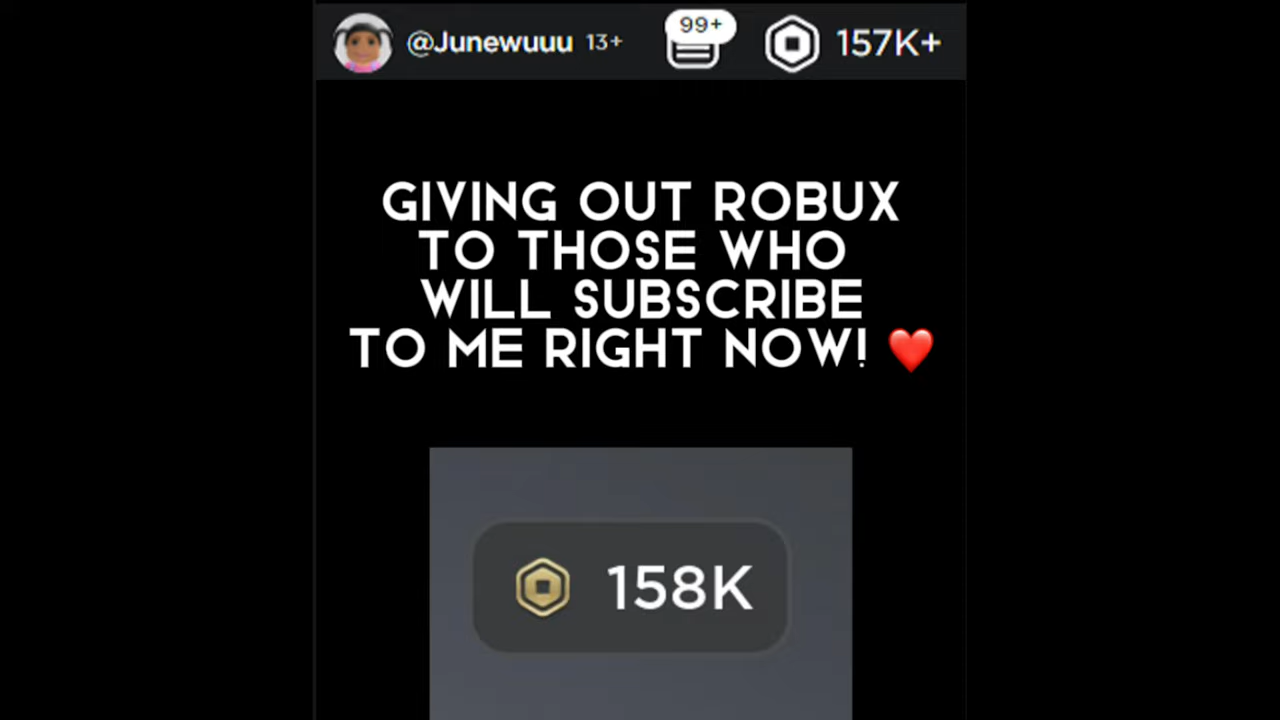 @Junewuuu 13+ 99+ 157K+
GIVING OUT ROBUX
TO THOSE WHO
WILL SUBSCRIBE
TO ME RIGHT NOW! ❤️
158K